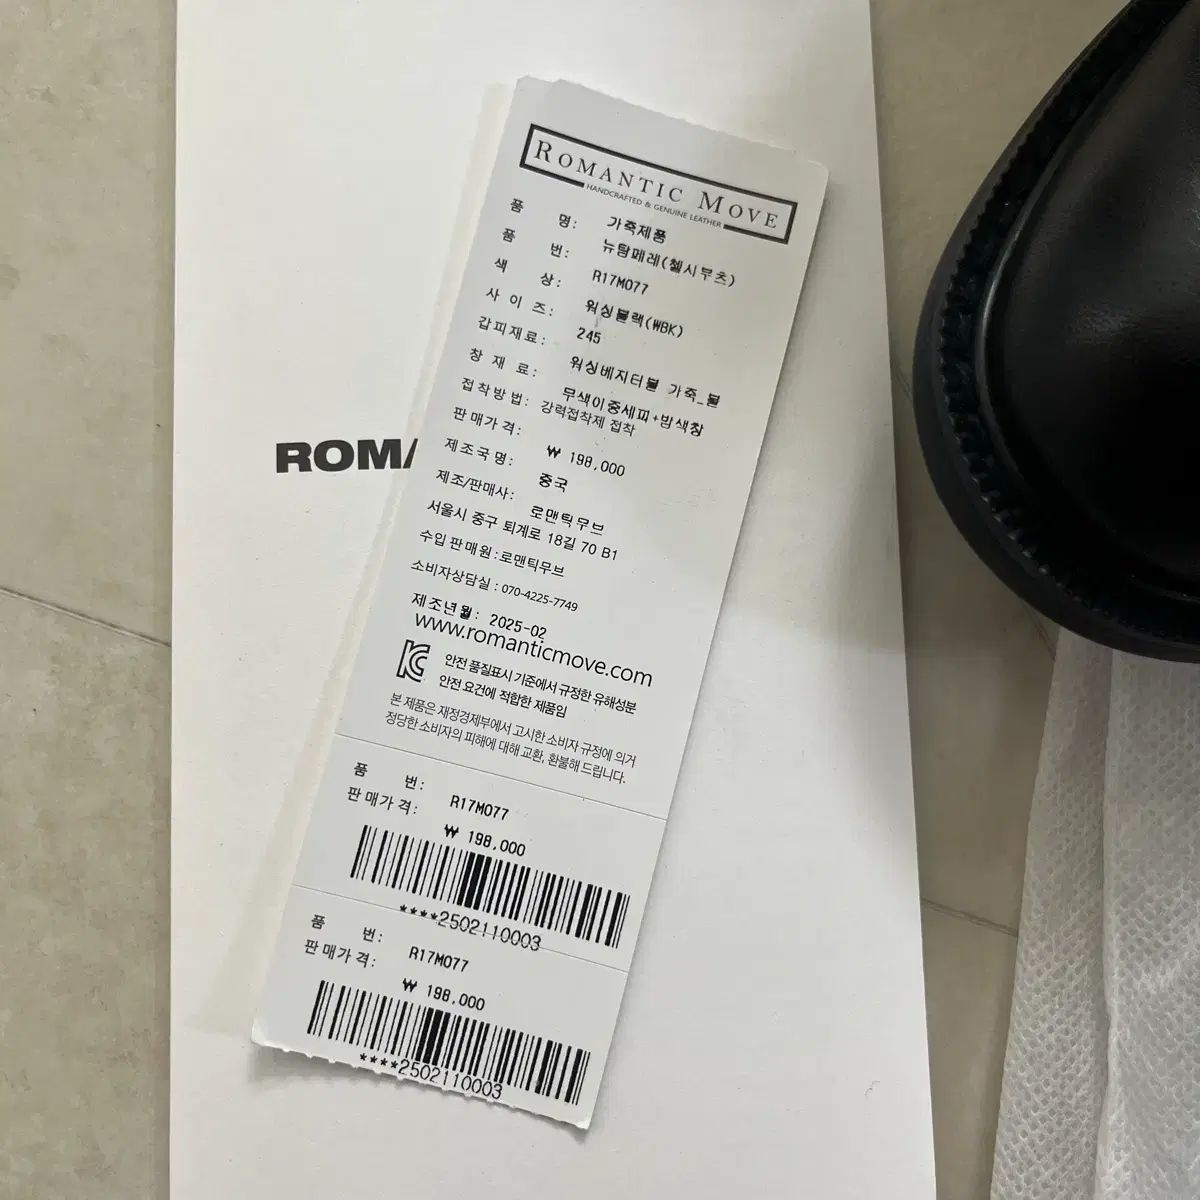 ROMANTIC MOVE
HANDCRAFTED & GENUINE LEATHER
품 명: 가죽제품
뉴탐페레(첼시부츠)
품 번: R17M077
색 상: 워싱블랙(WBK)
사이즈: 245
갑피재료: 워싱베지터블 가죽_블
창 재 료: 무색이중세피+밤색창
접착방법: 강력접착제 접착
판매가격: ₩ 198,000
제조국명: 중국
제조/판매사: 로맨틱무브
서울시 중구 퇴계로 18길 70 B1
수입 판매원 : 로맨틱무브
소비자상담실 : 070-4225-7749
제조년월: 2025-02
www.romanticmove.com
안전 품질표시 기준에서 규정한 유해성분
안전 요건에 적합한 제품임
본 제품은 재정경제부에서 고시한 소비자 규정에 의거
정당한 소비자의 피해에 대해 교환, 환불해 드립니다.
품 번: R17M077
판매가격: ₩ 198,000
****2502110003
품 번: R17M077
판매가격: ₩ 198,000
****2502110003
ROMA